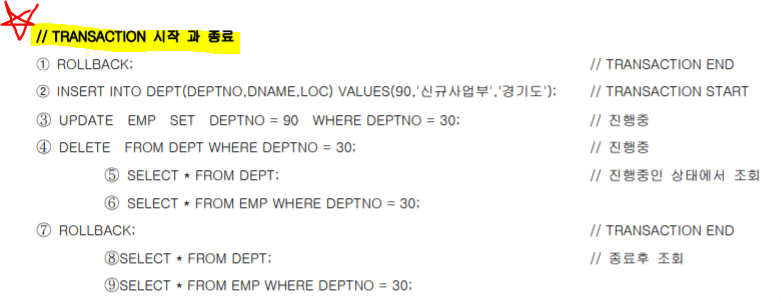 // TRANSACTION 시작 과 종료
① ROLLBACK; // TRANSACTION END
② INSERT INTO DEPT(DEPTNO,DNAME,LOC) VALUES(90,'신규사업부','경기도'); // TRANSACTION START
③ UPDATE EMP SET DEPTNO = 90 WHERE DEPTNO = 30; // 진행중
④ DELETE FROM DEPT WHERE DEPTNO = 30; // 진행중
⑤ SELECT * FROM DEPT; // 진행중인 상태에서 조회
⑥ SELECT * FROM EMP WHERE DEPTNO = 30;
⑦ ROLLBACK; // TRANSACTION END
⑧SELECT * FROM DEPT; // 종료후 조회
⑨SELECT * FROM EMP WHERE DEPTNO = 30;